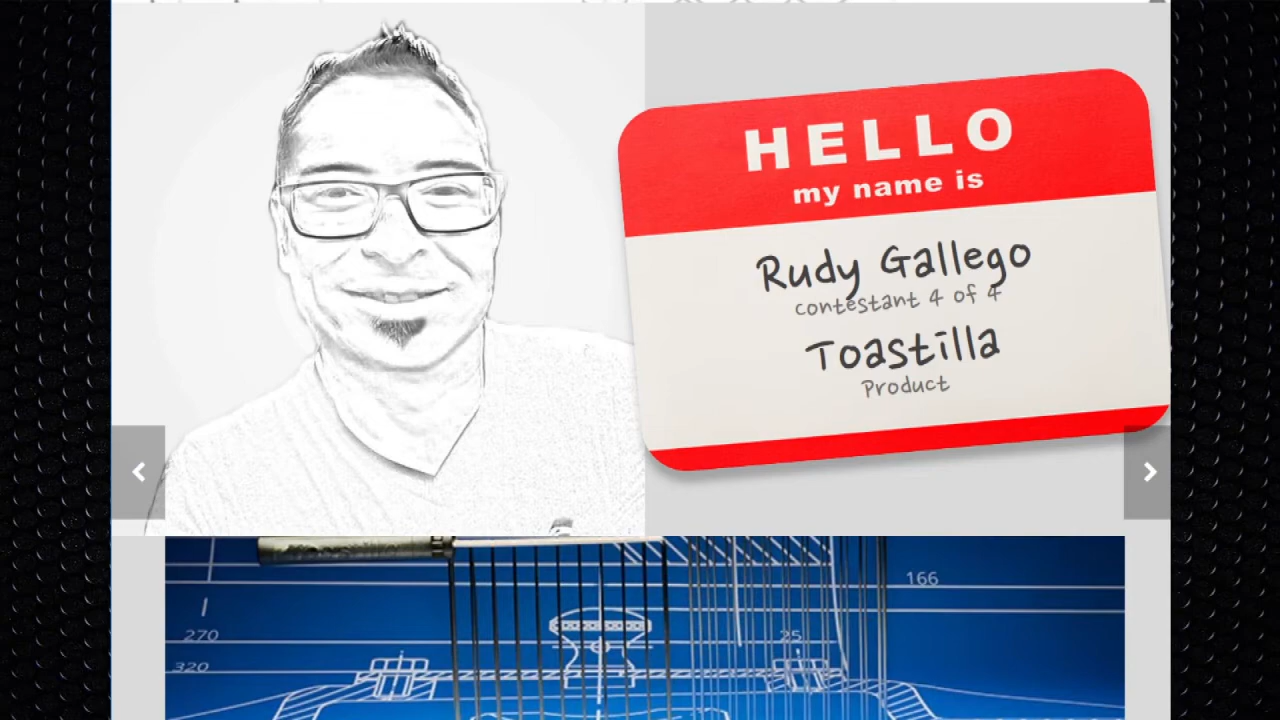 HELLO
my name is
Rudy Gallego
contestant 4 of 4
Toastilla
Product
166
270
25
320